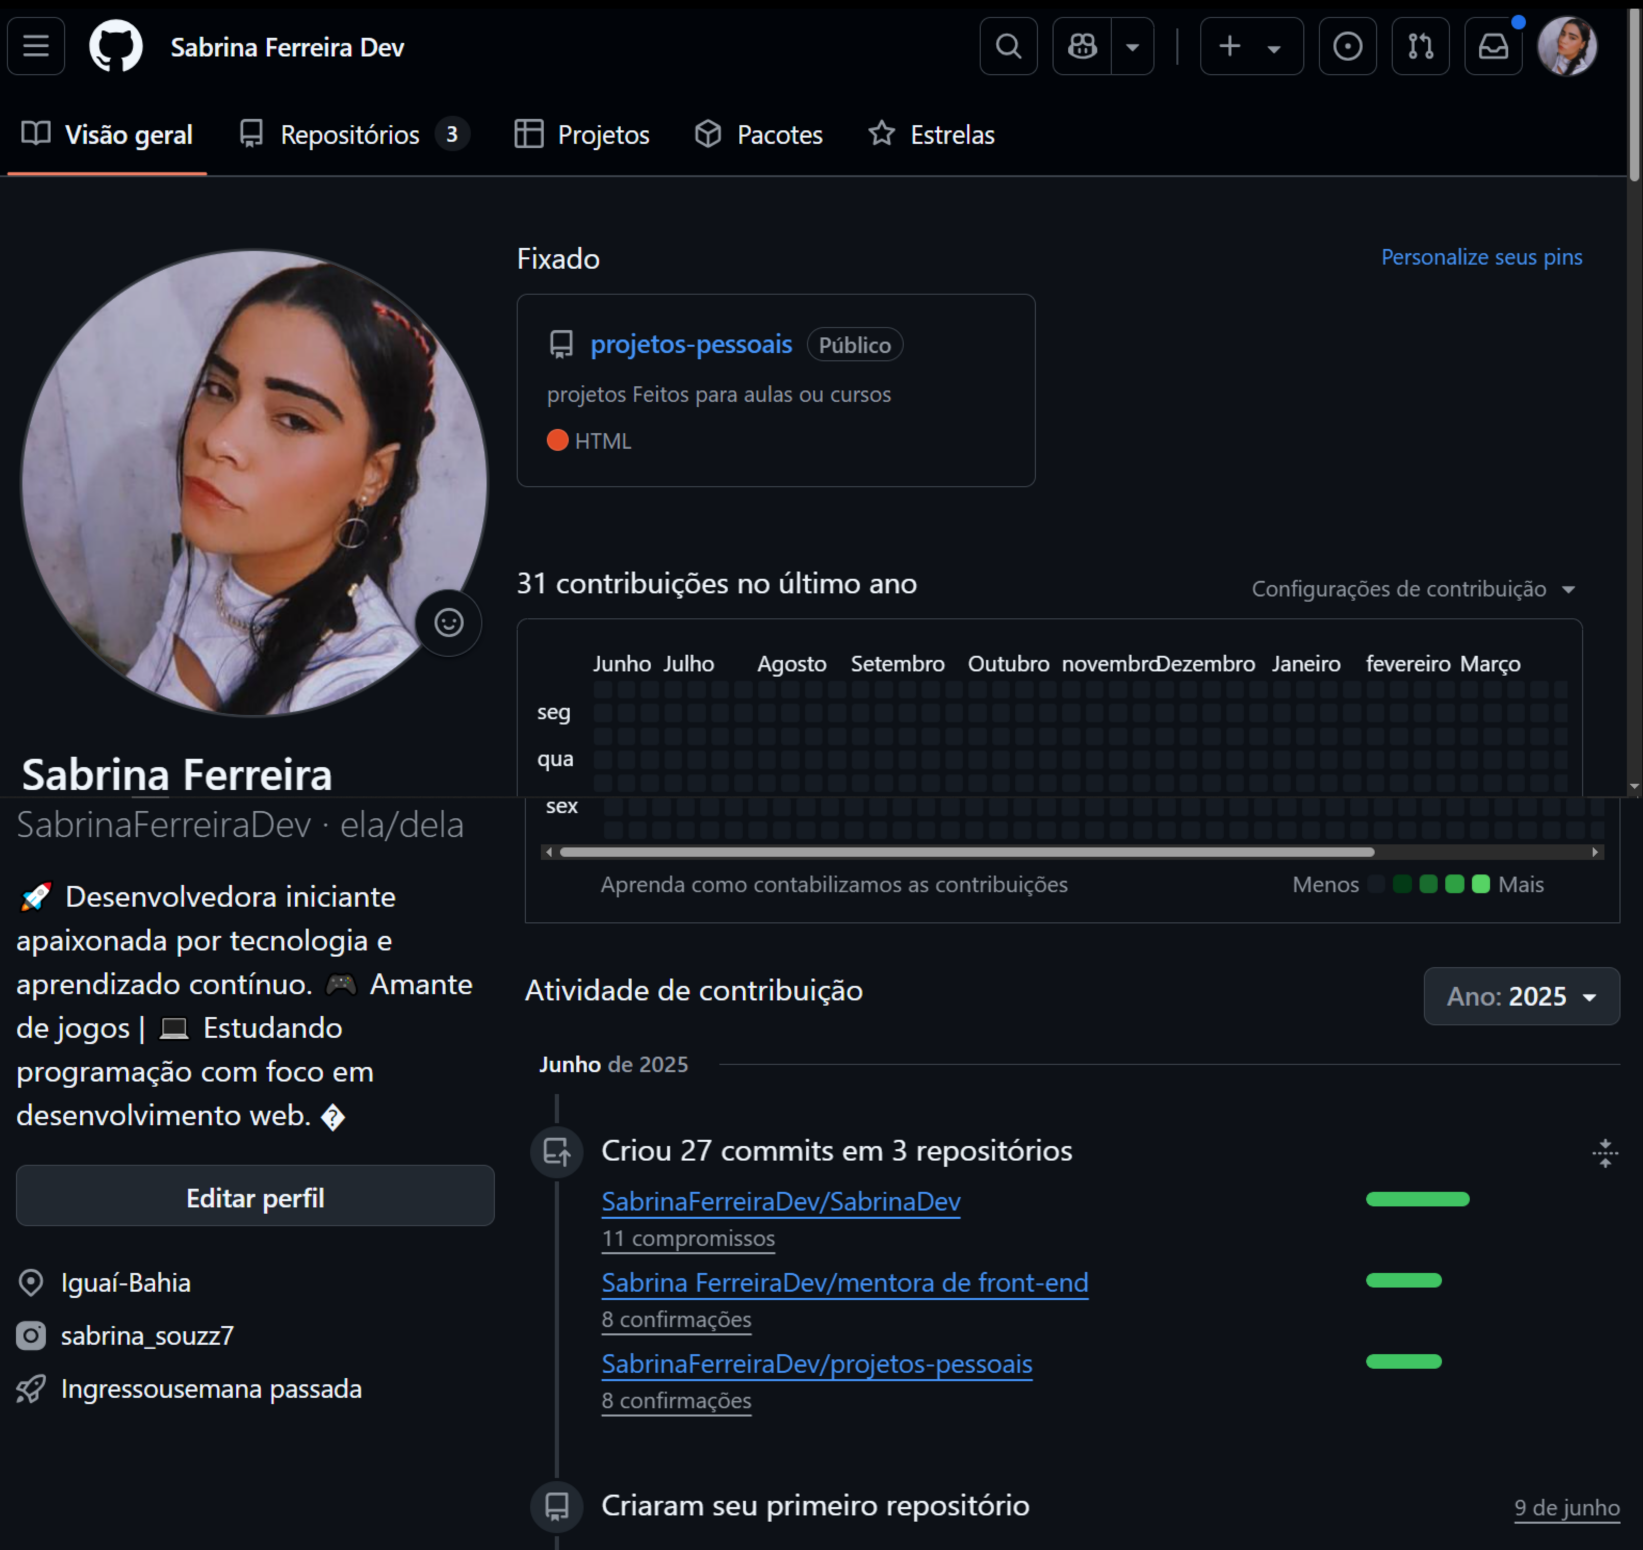 Sabrina Ferreira Dev
Visão geral
Repositórios 3
Projetos
Pacotes
Estrelas
Fixado
Personalize seus pins
projetos-pessoais Público
projetos Feitos para aulas ou cursos
HTML
31 contribuições no último ano
Configurações de contribuição
Junho Julho Agosto Setembro Outubro novembro Dezembro Janeiro fevereiro Março
seg
qua
sex
Aprenda como contabilizamos as contribuições
Menos Mais
Sabrina Ferreira
SabrinaFerreiraDev · ela/dela
🚀 Desenvolvedora iniciante
apaixonada por tecnologia e
aprendizado contínuo. 🎮 Amante
de jogos | 💻 Estudando
programação com foco em
desenvolvimento web. �
Editar perfil
Iguaí-Bahia
sabrina_souzz7
Ingressousemana passada
Atividade de contribuição
Ano: 2025
Junho de 2025
Criou 27 commits em 3 repositórios
SabrinaFerreiraDev/SabrinaDev
11 compromissos
Sabrina FerreiraDev/mentora de front-end
8 confirmações
SabrinaFerreiraDev/projetos-pessoais
8 confirmações
Criaram seu primeiro repositório
9 de junho